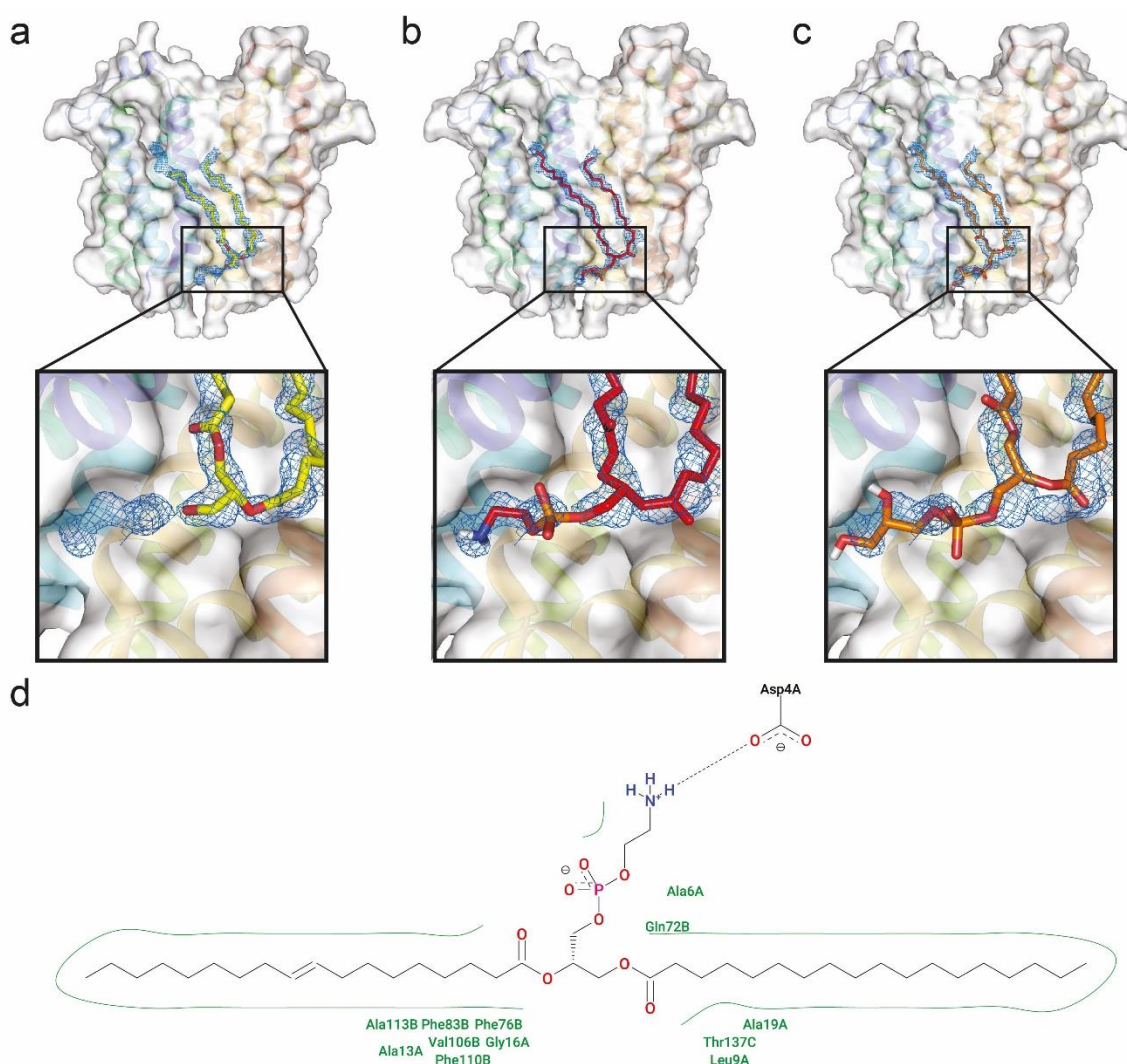 a
b
c
d
Asp4A
O O
⊖
H
H N⁺ H
O
⊖
O P O
Ala6A
O
Gln72B
O
O
O
O
Ala113B Phe83B Phe76B
Ala19A
Ala13A Val106B Gly16A
Thr137C
Phe110B
Leu9A